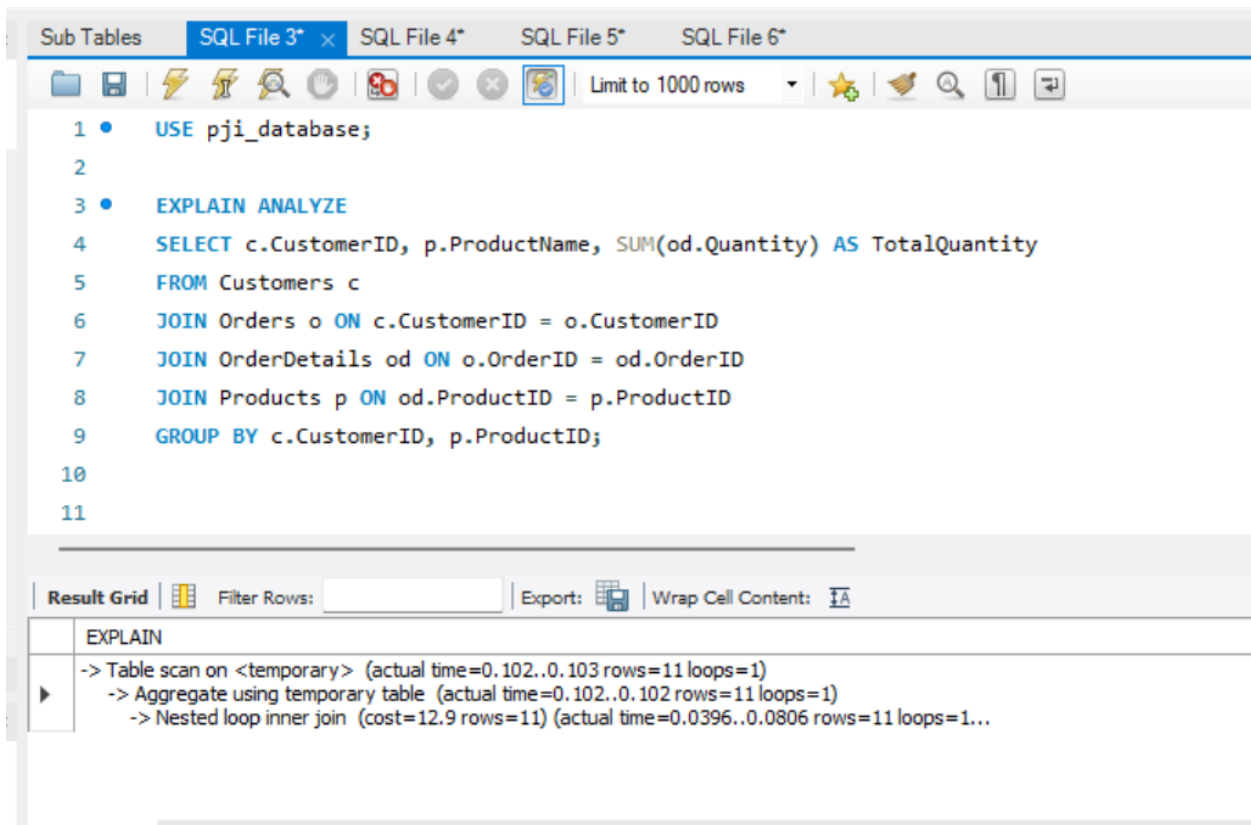 Sub Tables SQL File 3* × SQL File 4* SQL File 5* SQL File 6*
Limit to 1000 rows
1 USE pji_database;
2
3 EXPLAIN ANALYZE
4 SELECT c.CustomerID, p.ProductName, SUM(od.Quantity) AS TotalQuantity
5 FROM Customers c
6 JOIN Orders o ON c.CustomerID = o.CustomerID
7 JOIN OrderDetails od ON o.OrderID = od.OrderID
8 JOIN Products p ON od.ProductID = p.ProductID
9 GROUP BY c.CustomerID, p.ProductID;
10
11
Result Grid Filter Rows: Export: Wrap Cell Content:
EXPLAIN
-> Table scan on <temporary> (actual time=0.102..0.103 rows=11 loops=1)
-> Aggregate using temporary table (actual time=0.102..0.102 rows=11 loops=1)
-> Nested loop inner join (cost=12.9 rows=11) (actual time=0.0396..0.0806 rows=11 loops=1...